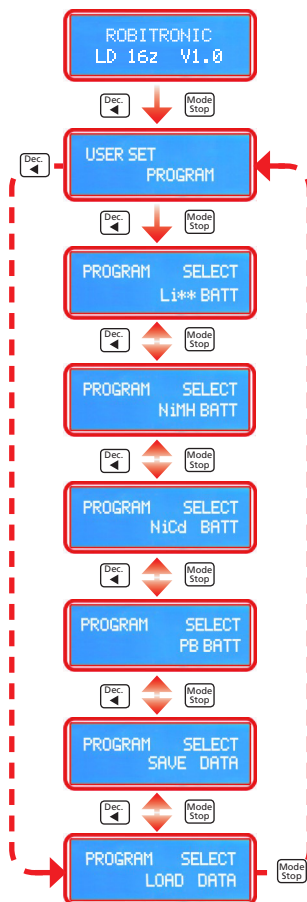 ROBITRONIC
LD 16z V1.0
Dec. Mode
Stop
Dec.
USER SET
PROGRAM
Dec. Mode
Stop
PROGRAM SELECT
Li** BATT
Dec. Mode
Stop
PROGRAM SELECT
NiMH BATT
Dec. Mode
Stop
PROGRAM SELECT
NiCd BATT
Dec. Mode
Stop
PROGRAM SELECT
PB BATT
Dec. Mode
Stop
PROGRAM SELECT
SAVE DATA
Dec. Mode
Stop
PROGRAM SELECT
LOAD DATA
Mode
Stop